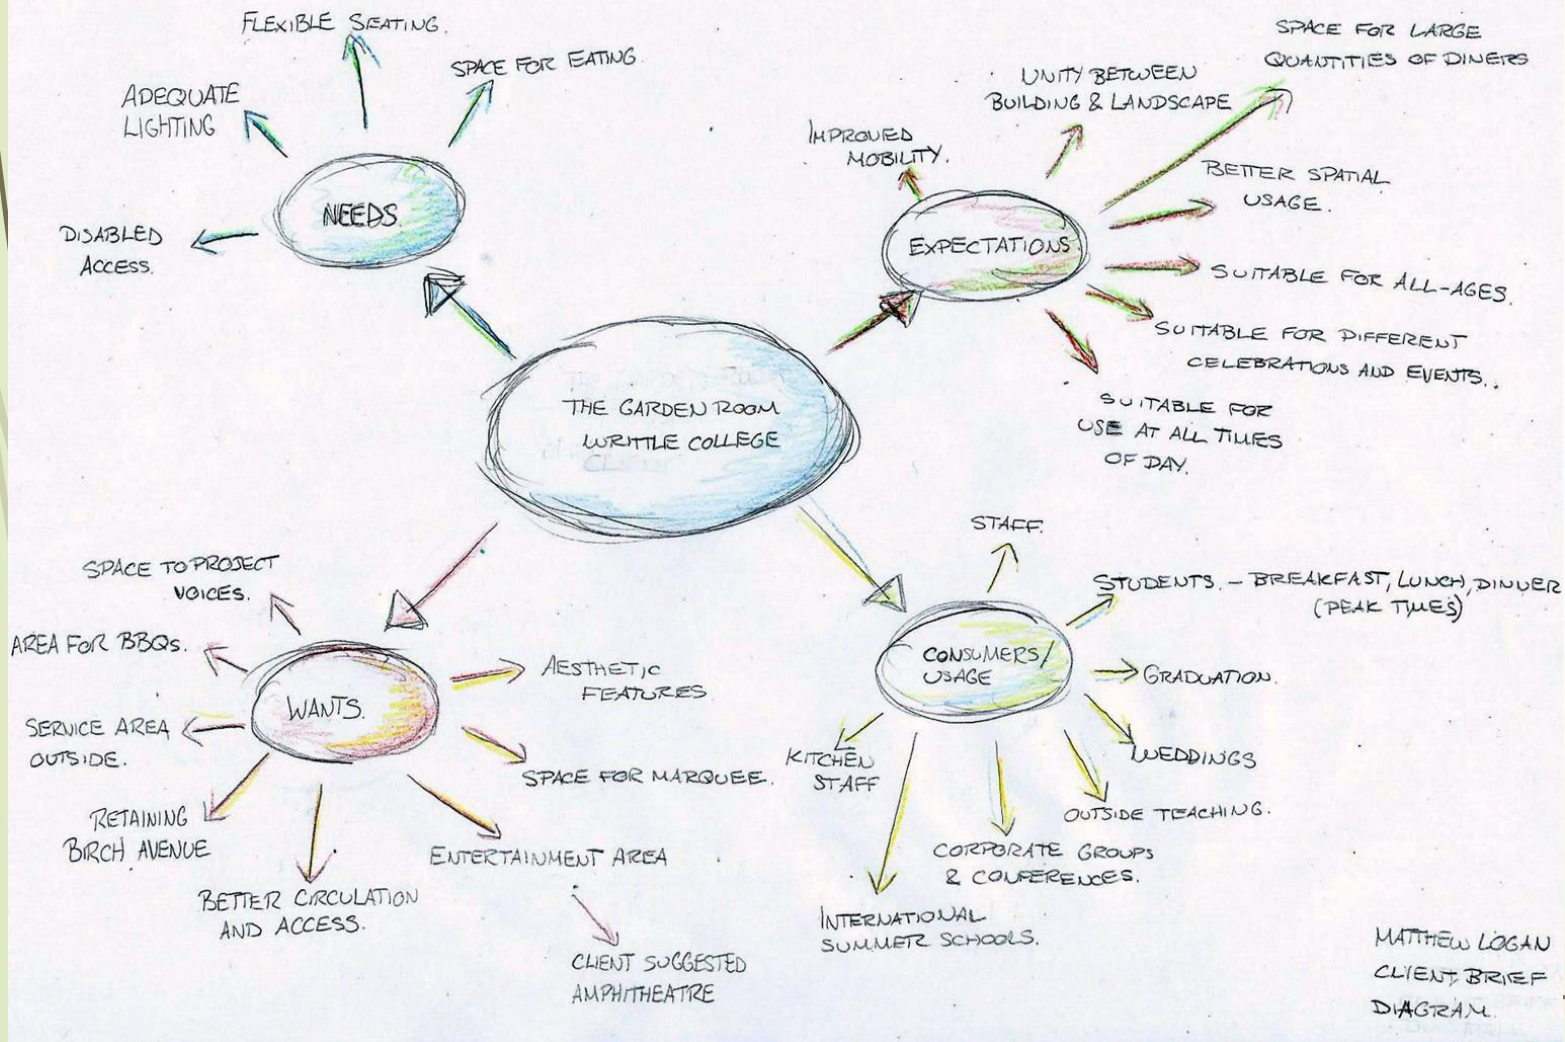 FLEXIBLE SEATING.
SPACE FOR EATING.
ADEQUATE
LIGHTING
DISABLED
ACCESS.
NEEDS.
SPACE FOR LARGE
QUANTITIES OF DINERS
UNITY BETWEEN
BUILDING & LANDSCAPE
IMPROVED
MOBILITY.
BETTER SPATIAL
USAGE.
EXPECTATIONS
SUITABLE FOR ALL-AGES.
SUITABLE FOR DIFFERENT
CELEBRATIONS AND EVENTS.
SUITABLE FOR
USE AT ALL TIMES
OF DAY.
THE GARDEN ROOM
WRITTLE COLLEGE
SPACE TO PROJECT
VOICES.
AREA FOR BBQS.
SERVICE AREA
OUTSIDE.
WANTS.
AESTHETIC
FEATURES
SPACE FOR MARQUEE.
RETAINING
BIRCH AVENUE
BETTER CIRCULATION
AND ACCESS.
ENTERTAINMENT AREA
CLIENT SUGGESTED
AMPHITHEATRE
STAFF.
STUDENTS. - BREAKFAST, LUNCH, DINNER
(PEAK TIMES)
CONSUMERS/
USAGE
GRADUATION.
WEDDINGS
KITCHEN
STAFF
OUTSIDE TEACHING.
CORPORATE GROUPS
& CONFERENCES.
INTERNATIONAL
SUMMER SCHOOLS.
MATTHEW LOGAN
CLIENT BRIEF
DIAGRAM.